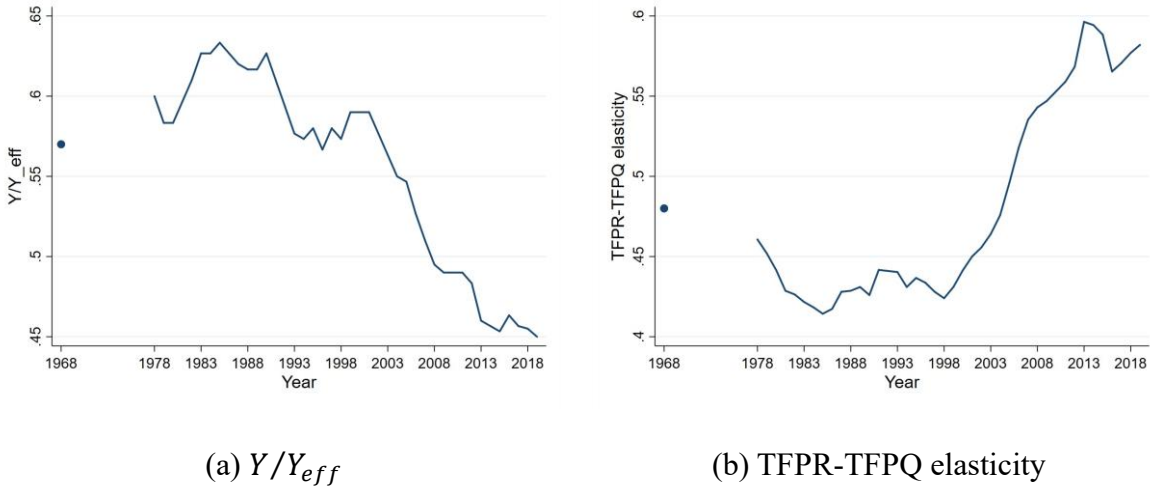 .65
.6
.55
.5
.45
Y/Y_eff
1968 1978 1983 1988 1993 1998 2003 2008 2013 2018
Year
(a) Y/Y_eff
.6
.55
.5
.45
.4
TFPR-TFPQ elasticity
1968 1978 1983 1988 1993 1998 2003 2008 2013 2018
Year
(b) TFPR-TFPQ elasticity